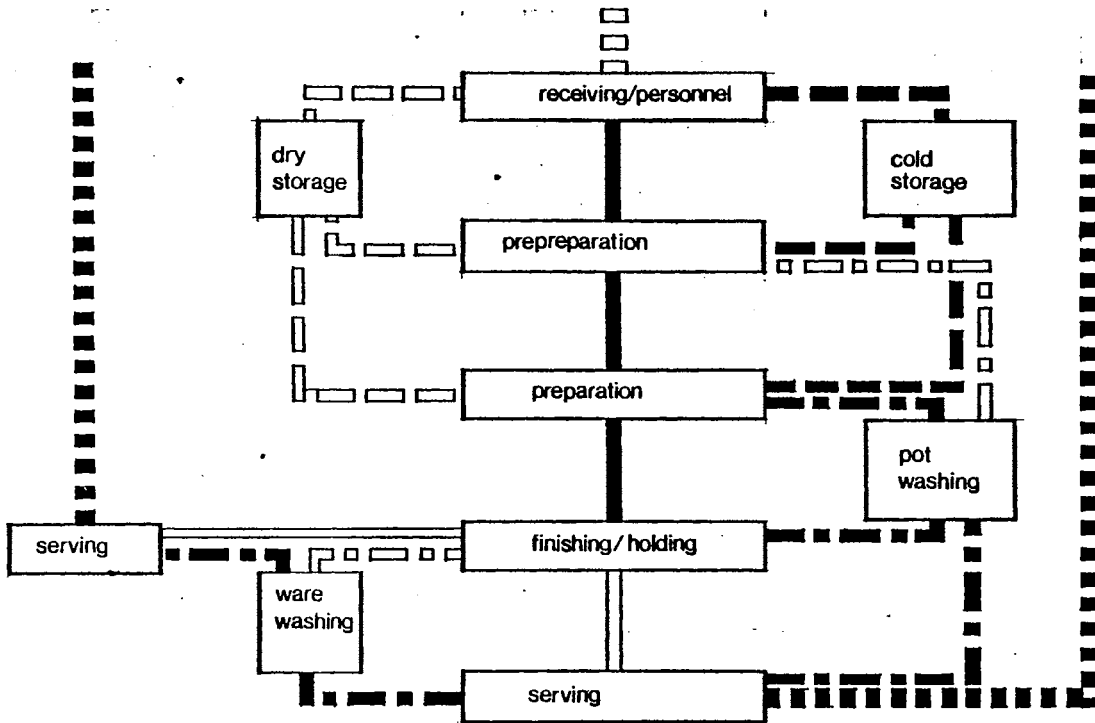 receiving/personnel
dry
storage
cold
storage
prepreparation
preparation
pot
washing
serving
finishing/holding
ware
washing
serving